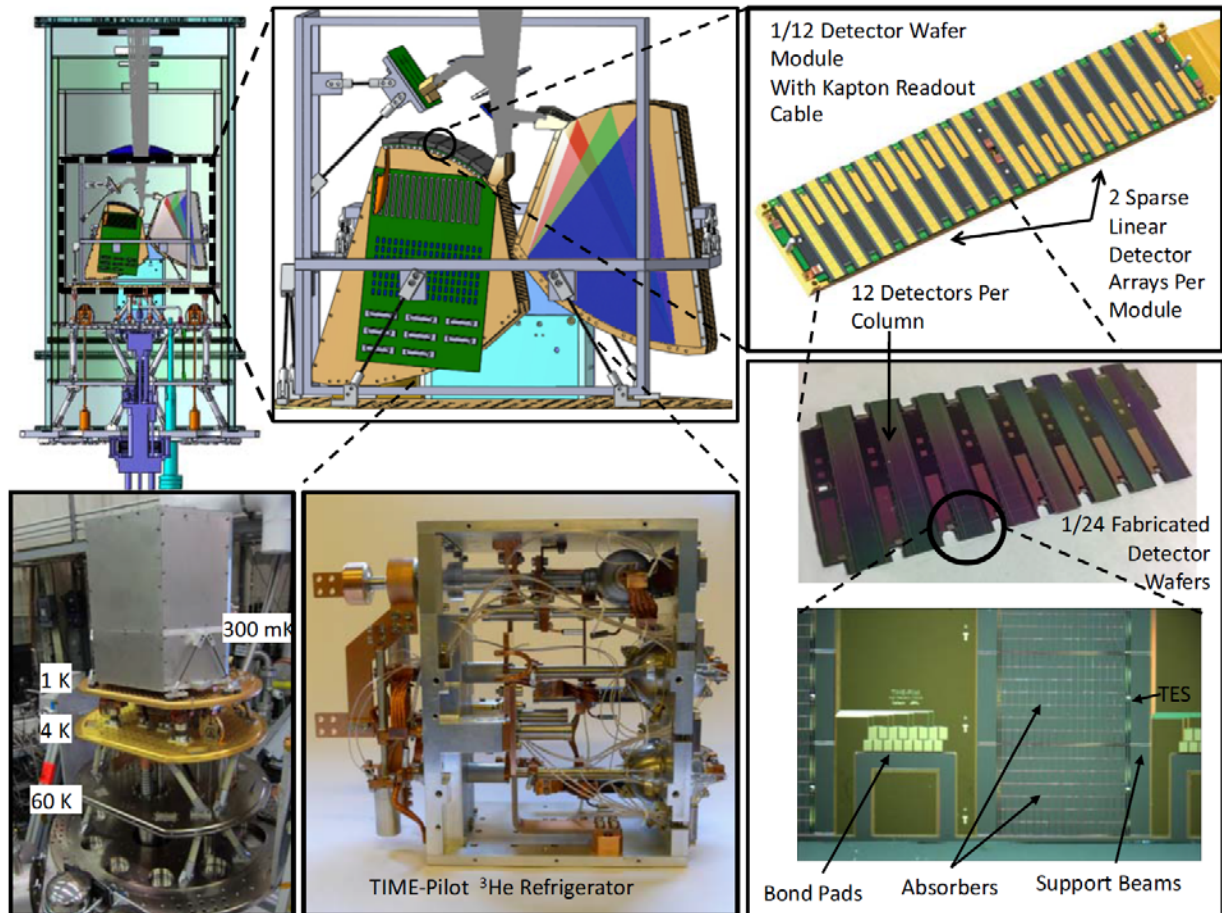 1/12 Detector Wafer
Module
With Kapton Readout
Cable
2 Sparse
Linear
Detector
Arrays Per
Module
12 Detectors Per
Column
1/24 Fabricated
Detector
Wafers
300 mK
1 K
4 K
60 K
TIME-Pilot ³He Refrigerator
TES
Bond Pads
Absorbers
Support Beams